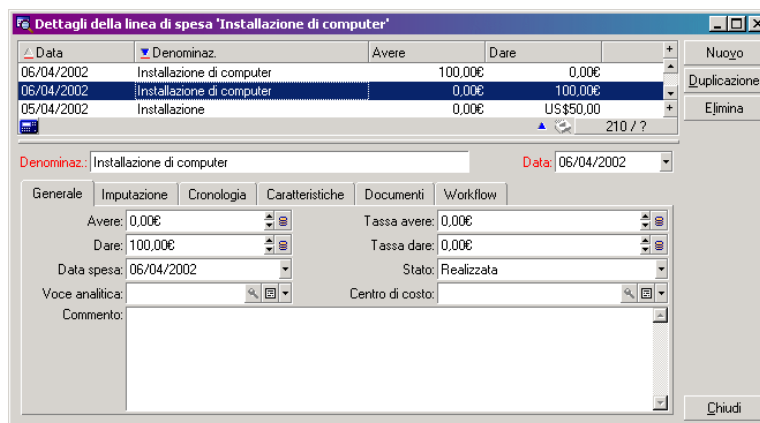 Dettagli della linea di spesa 'Installazione di computer'
Data Denominaz. Avere Dare + Nuovo
06/04/2002 Installazione di computer 100,00€ 0,00€
06/04/2002 Installazione di computer 0,00€ 100,00€ Duplicazione
05/04/2002 Installazione 0,00€ US$50,00 + Elimina
210 / ?
Denominaz.: Installazione di computer Data: 06/04/2002
Generale Imputazione Cronologia Caratteristiche Documenti Workflow
Avere: 0,00€ Tassa avere: 0,00€
Dare: 100,00€ Tassa dare: 0,00€
Data spesa: 06/04/2002 Stato: Realizzata
Voce analitica: Centro di costo:
Commento:
Chiudi